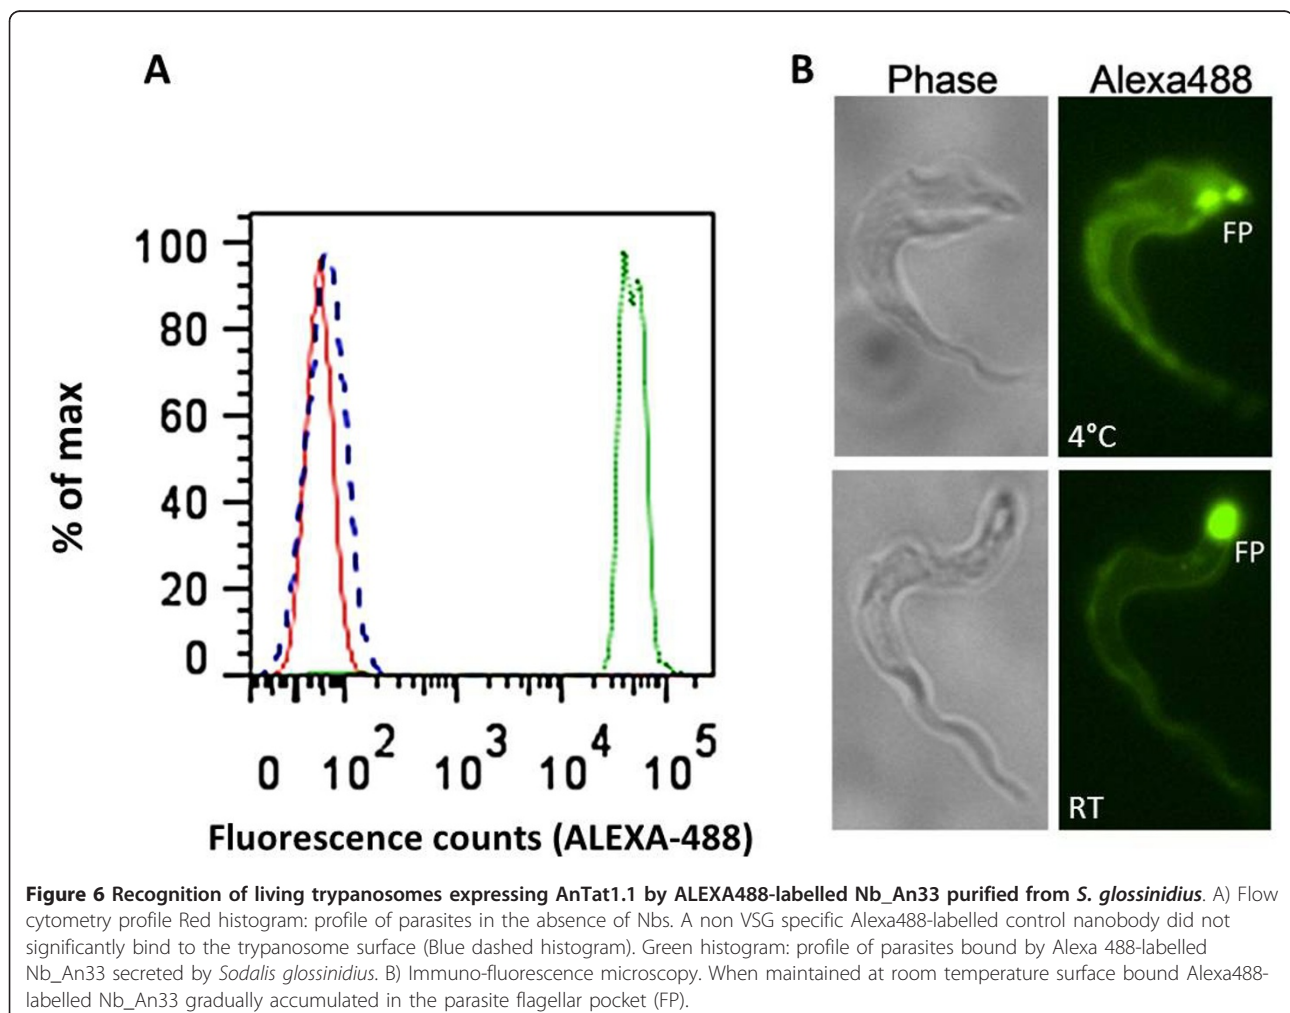 A
B
Phase
Alexa488
100
80
60
40
20
0
% of max
0 10^2 10^3 10^4 10^5
Fluorescence counts (ALEXA-488)
FP
4°C
FP
RT
Figure 6 Recognition of living trypanosomes expressing AnTat1.1 by ALEXA488-labelled Nb_An33 purified from S. glossinidius. A) Flow
cytometry profile Red histogram: profile of parasites in the absence of Nbs. A non VSG specific Alexa488-labelled control nanobody did not
significantly bind to the trypanosome surface (Blue dashed histogram). Green histogram: profile of parasites bound by Alexa 488-labelled
Nb_An33 secreted by Sodalis glossinidius. B) Immuno-fluorescence microscopy. When maintained at room temperature surface bound Alexa488-
labelled Nb_An33 gradually accumulated in the parasite flagellar pocket (FP).